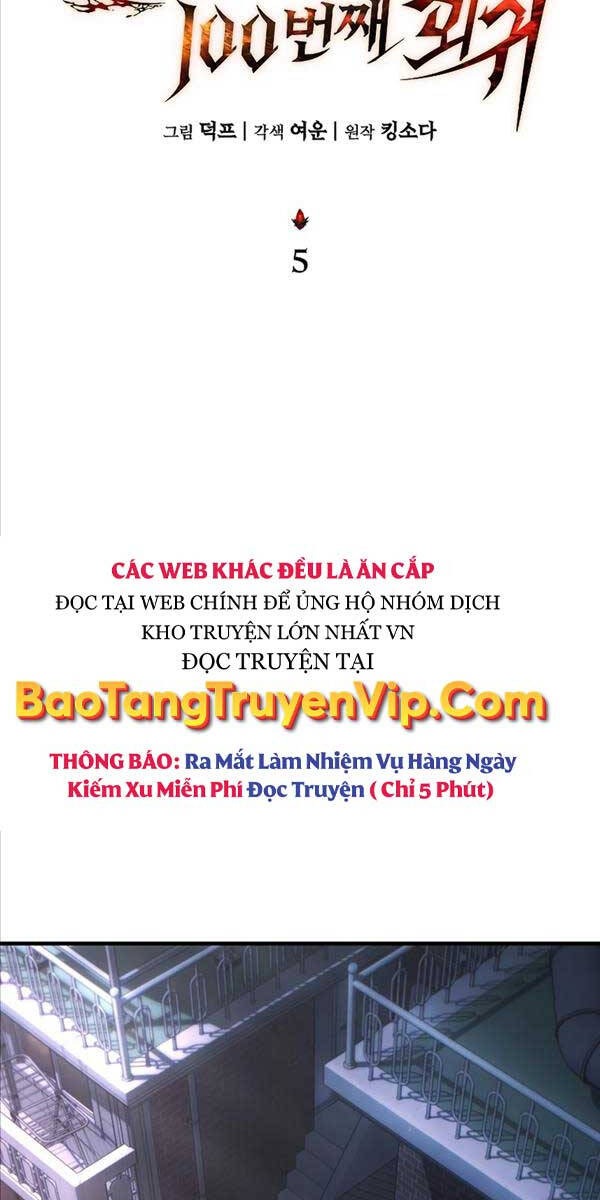 100번째 회귀
그림 덕프 | 각색 여운 | 원작 킹소다
5
CÁC WEB KHÁC ĐỀU LÀ ĂN CẮP
ĐỌC TẠI WEB CHÍNH ĐỂ ỦNG HỘ NHÓM DỊCH
KHO TRUYỆN LỚN NHẤT VN
ĐỌC TRUYỆN TẠI
BaoTangTruyenVip.Com
THÔNG BÁO: Ra Mắt Làm Nhiệm Vụ Hàng Ngày
Kiếm Xu Miễn Phí Đọc Truyện ( Chỉ 5 Phút)